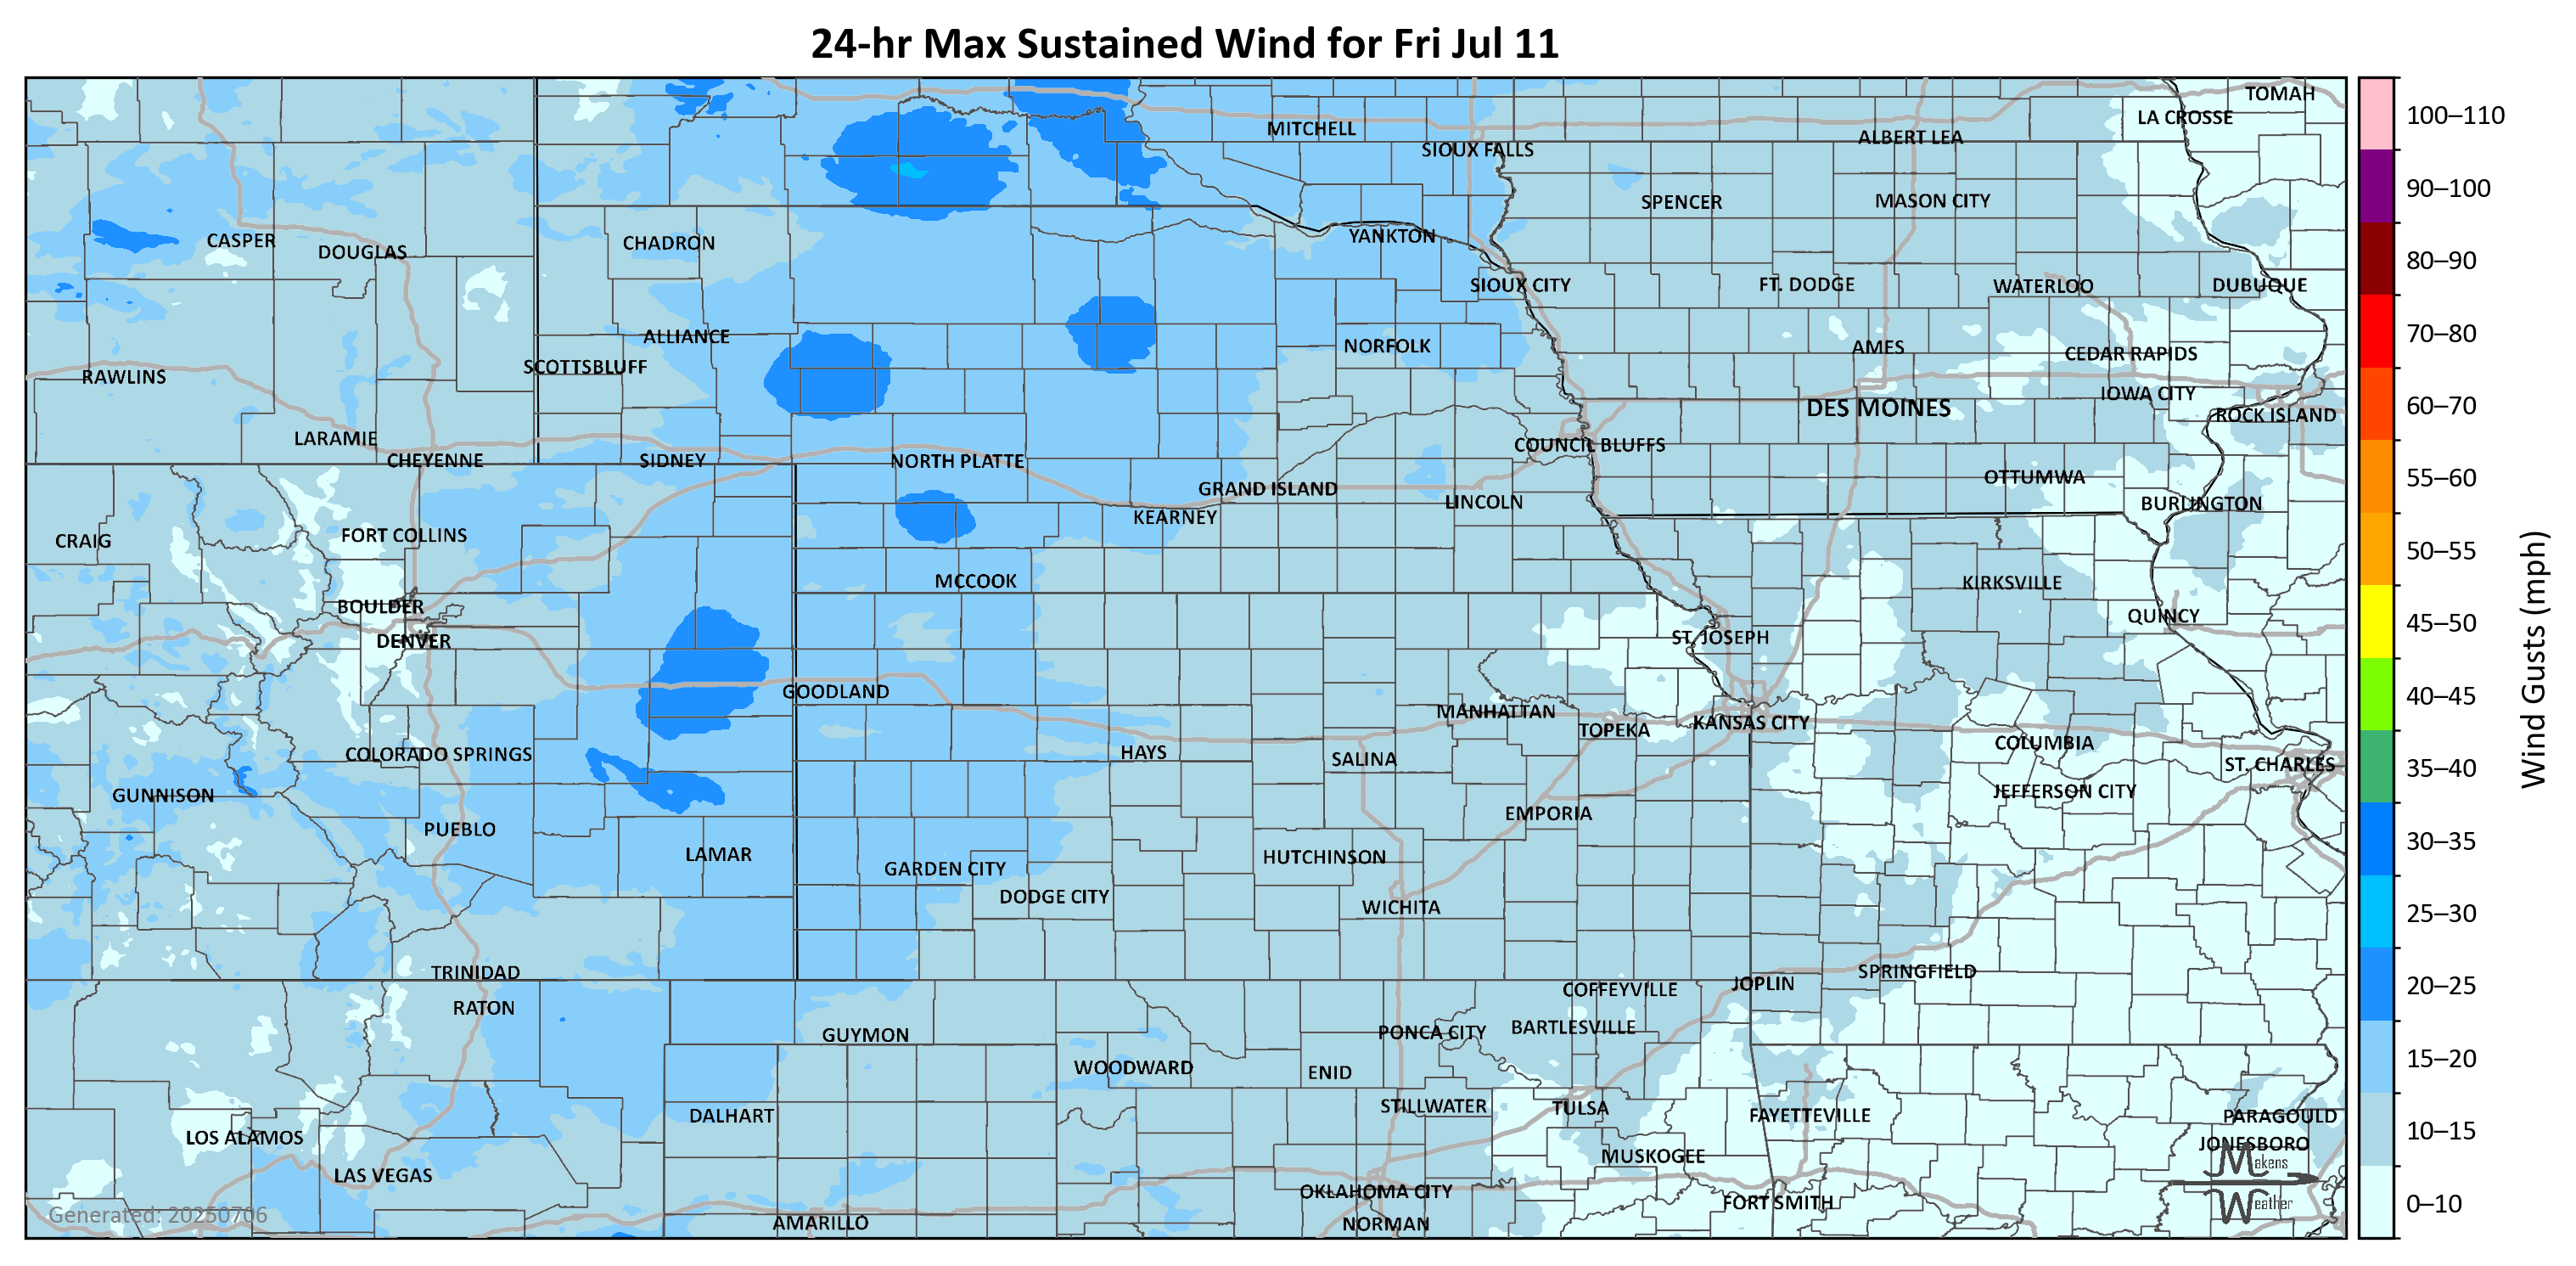 24-hr Max Sustained Wind for Fri Jul 11
TOMAH
LA CROSSE
MITCHELL
ALBERT LEA
SIOUX FALLS
SPENCER
MASON CITY
CASPER
DOUGLAS
CHADRON
YANKTON
SIOUX CITY
FT. DODGE
WATERLOO
DUBUQUE
ALLIANCE
NORFOLK
AMES
CEDAR RAPIDS
SCOTTSBLUFF
RAWLINS
IOWA CITY
DES MOINES
ROCK ISLAND
LARAMIE
COUNCIL BLUFFS
CHEYENNE
SIDNEY
NORTH PLATTE
OTTUMWA
GRAND ISLAND
LINCOLN
BURLINGTON
KEARNEY
FORT COLLINS
CRAIG
MCCOOK
KIRKSVILLE
BOULDER
QUINCY
DENVER
ST. JOSEPH
GOODLAND
MANHATTAN
TOPEKA
KANSAS CITY
COLUMBIA
COLORADO SPRINGS
HAYS
SALINA
ST. CHARLES
GUNNISON
JEFFERSON CITY
EMPORIA
PUEBLO
LAMAR
HUTCHINSON
GARDEN CITY
DODGE CITY
WICHITA
TRINIDAD
SPRINGFIELD
JOPLIN
COFFEYVILLE
RATON
GUYMON
PONCA CITY
BARTLESVILLE
WOODWARD
ENID
STILLWATER
TULSA
DALHART
FAYETTEVILLE
PARAGOULD
LOS ALAMOS
JONESBORO
MUSKOGEE
LAS VEGAS
OKLAHOMA CITY
FORT SMITH
AMARILLO
NORMAN
Generated: 20250706
Makens
Weather
100–110
90–100
80–90
70–80
60–70
55–60
50–55
45–50
40–45
35–40
30–35
25–30
20–25
15–20
10–15
0–10
Wind Gusts (mph)